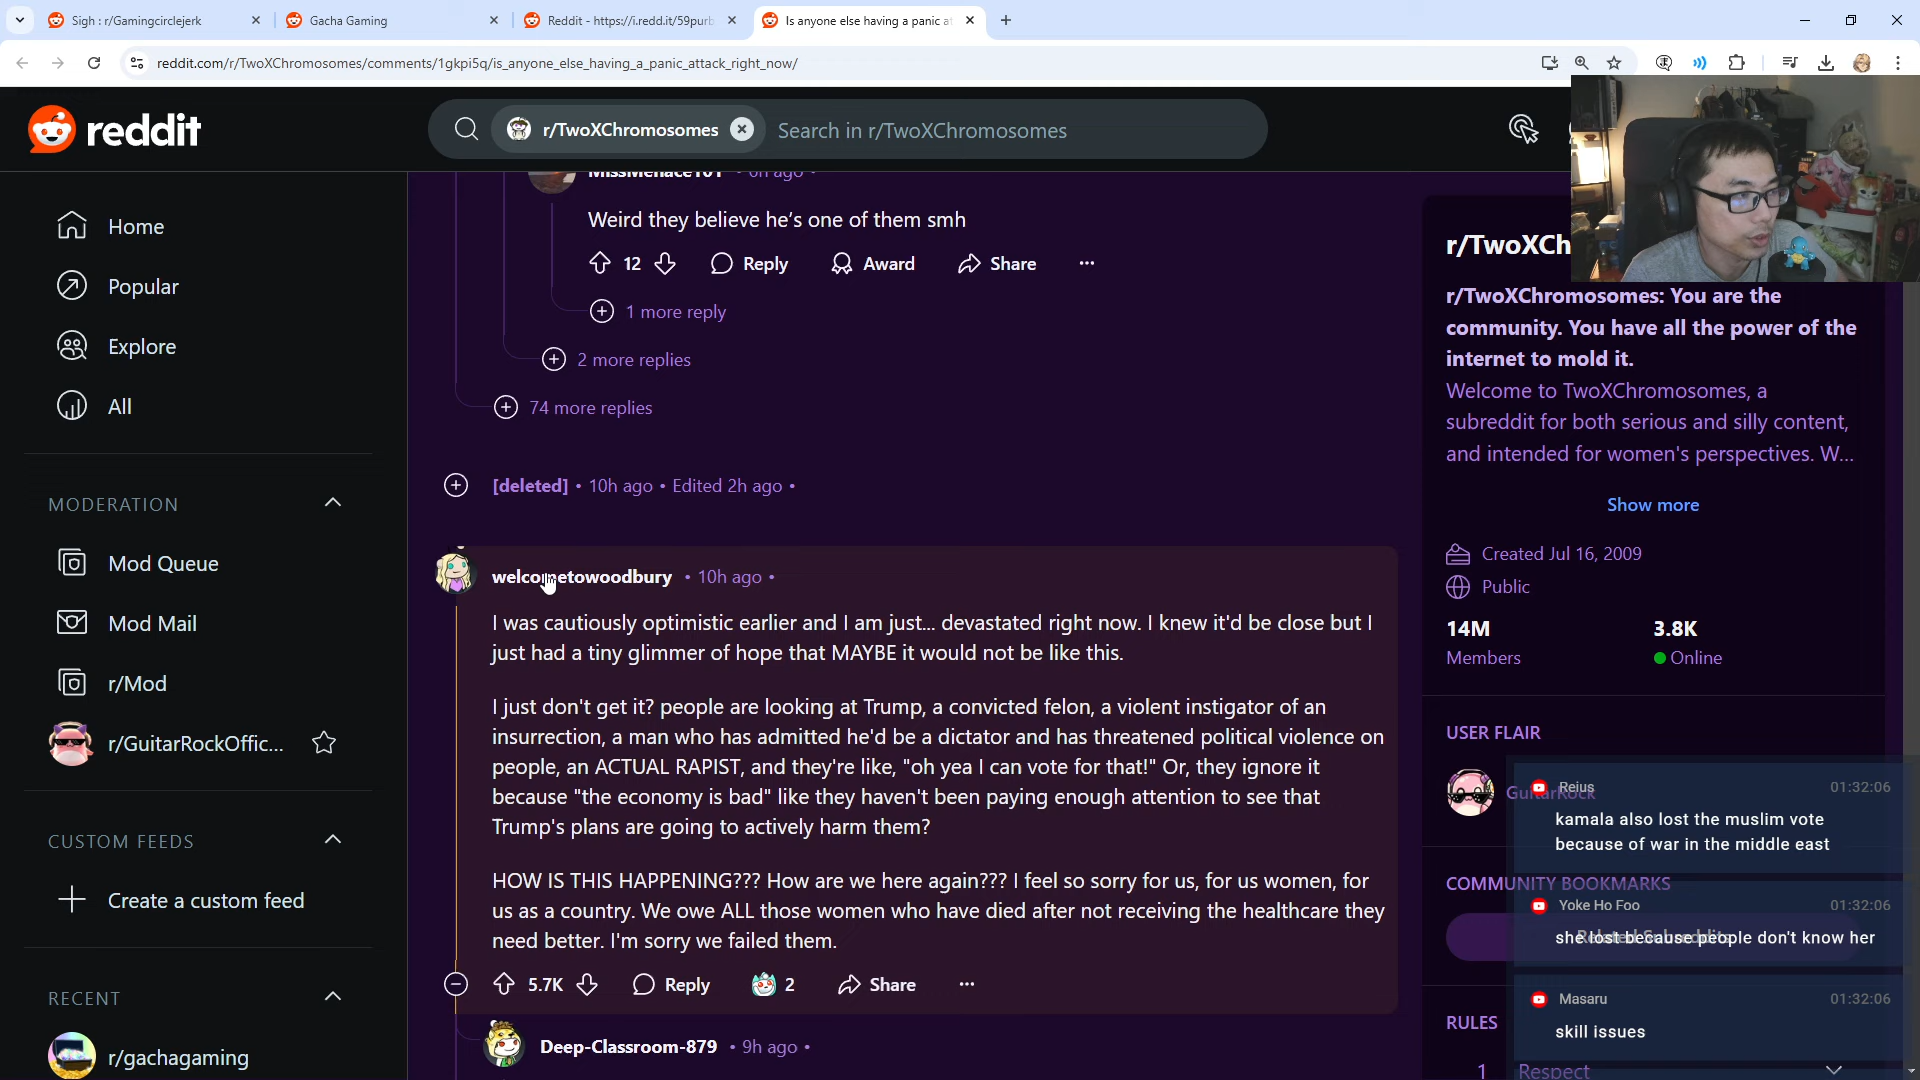 Sigh : r/Gamingcirclejerk
Gacha Gaming
Reddit - https://i.redd.it/59purb
Is anyone else having a panic at
reddit.com/r/TwoXChromosomes/comments/1gkpi5q/is_anyone_else_having_a_panic_attack_right_now/
reddit
r/TwoXChromosomes
Search in r/TwoXChromosomes
Home
Popular
Explore
All
MODERATION
Mod Queue
Mod Mail
r/Mod
r/GuitarRockOffic...
CUSTOM FEEDS
Create a custom feed
RECENT
r/gachagaming
MissMenace101 • 6h ago •
Weird they believe he's one of them smh
12
Reply
Award
Share
1 more reply
2 more replies
74 more replies
[deleted] • 10h ago • Edited 2h ago •
welcometowoodbury • 10h ago •
I was cautiously optimistic earlier and I am just... devastated right now. I knew it'd be close but I
just had a tiny glimmer of hope that MAYBE it would not be like this.
I just don't get it? people are looking at Trump, a convicted felon, a violent instigator of an
insurrection, a man who has admitted he'd be a dictator and has threatened political violence on
people, an ACTUAL RAPIST, and they're like, "oh yea I can vote for that!" Or, they ignore it
because "the economy is bad" like they haven't been paying enough attention to see that
Trump's plans are going to actively harm them?
HOW IS THIS HAPPENING??? How are we here again??? I feel so sorry for us, for us women, for
us as a country. We owe ALL those women who have died after not receiving the healthcare they
need better. I'm sorry we failed them.
5.7K
Reply
2
Share
Deep-Classroom-879 • 9h ago •
r/TwoXCh
r/TwoXChromosomes: You are the
community. You have all the power of the
internet to mold it.
Welcome to TwoXChromosomes, a
subreddit for both serious and silly content,
and intended for women's perspectives. W...
Show more
Created Jul 16, 2009
Public
14M
3.8K
Members
Online
USER FLAIR
GuitarRock
COMMUNITY BOOKMARKS
Related Subreddits
RULES
1 Respect
Reius 01:32:06
kamala also lost the muslim vote
because of war in the middle east
Yoke Ho Foo 01:32:06
she lost because people don't know her
Masaru 01:32:06
skill issues